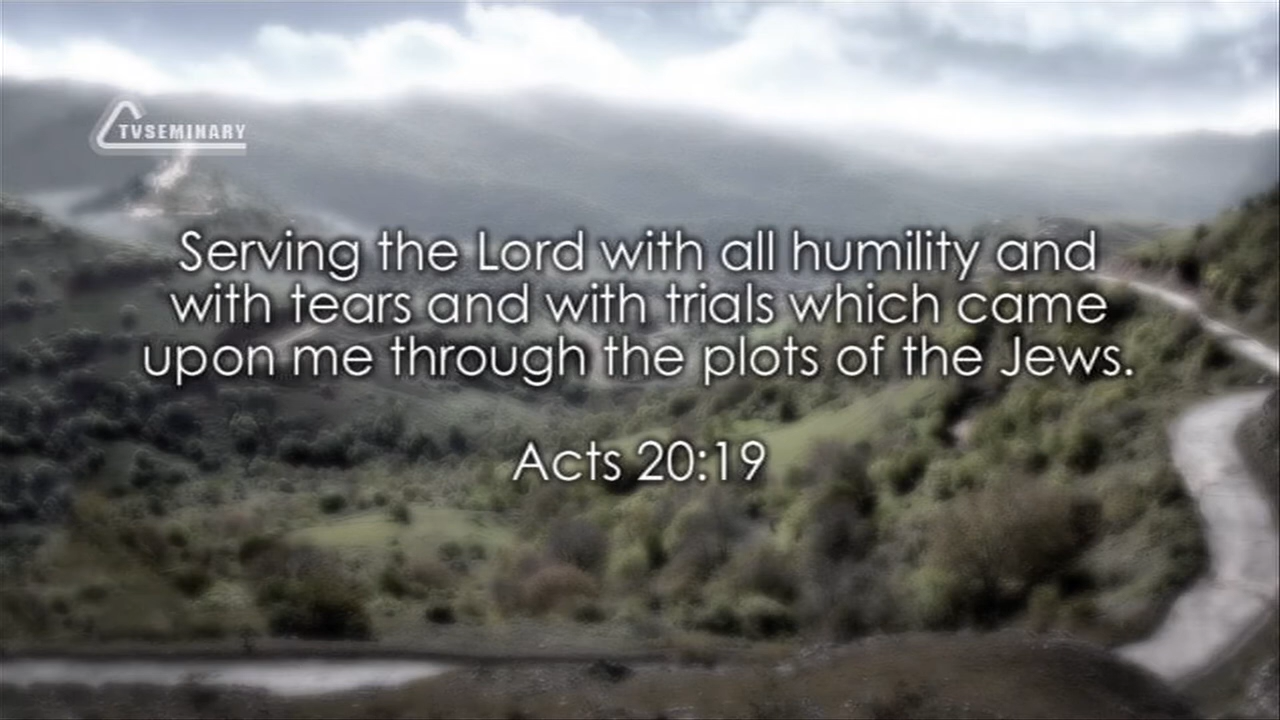 TVSEMINARY
Serving the Lord with all humility and
with tears and with trials which came
upon me through the plots of the Jews.
Acts 20:19